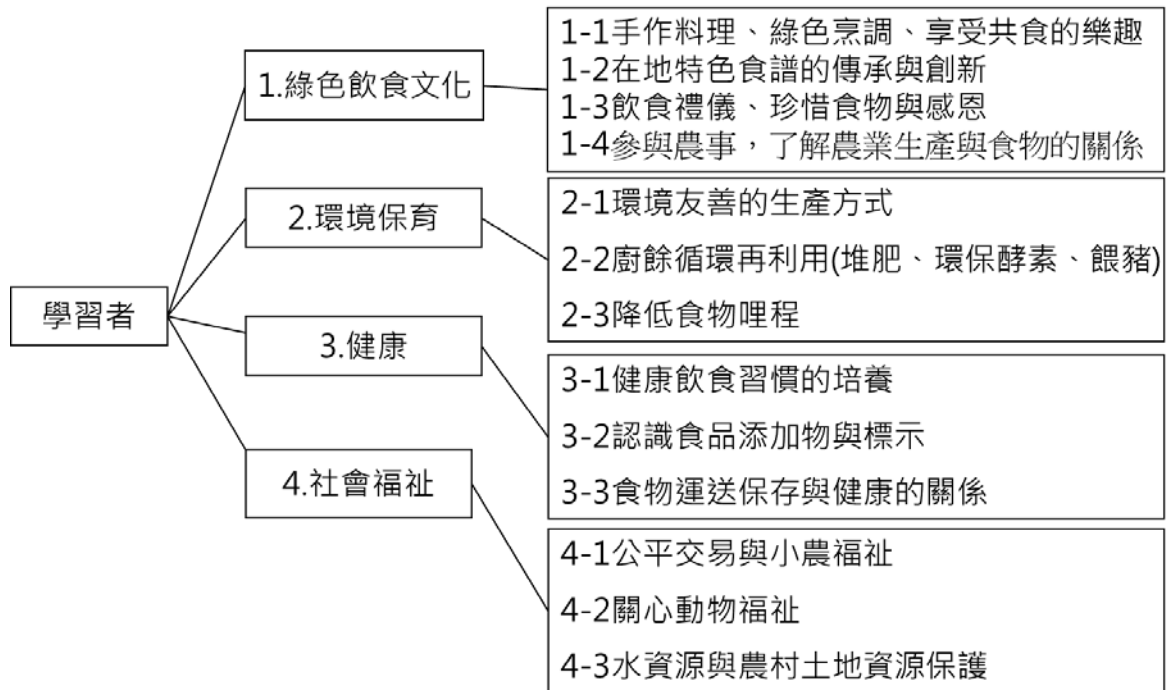 學習者
1.綠色飲食文化
1-1手作料理、綠色烹調、享受共食的樂趣
1-2在地特色食譜的傳承與創新
1-3飲食禮儀、珍惜食物與感恩
1-4參與農事，了解農業生產與食物的關係
2.環境保育
2-1環境友善的生產方式
2-2廚餘循環再利用(堆肥、環保酵素、餵豬)
2-3降低食物哩程
3.健康
3-1健康飲食習慣的培養
3-2認識食品添加物與標示
3-3食物運送保存與健康的關係
4.社會福祉
4-1公平交易與小農福祉
4-2關心動物福祉
4-3水資源與農村土地資源保護